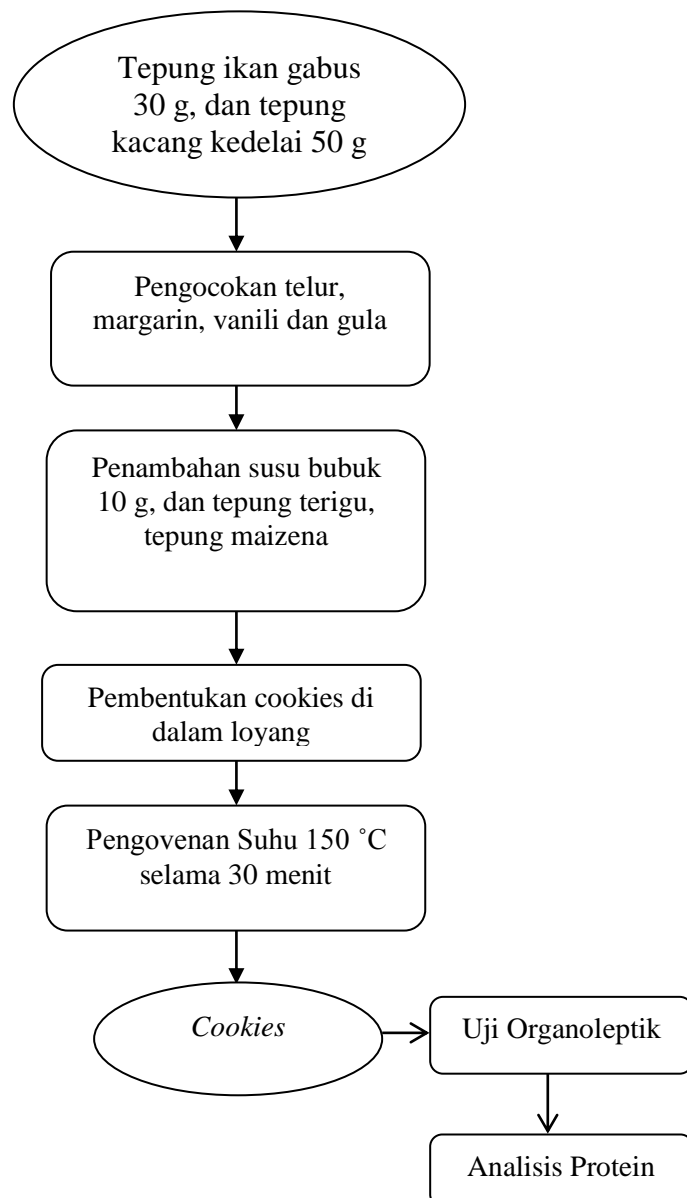 Tepung ikan gabus
30 g, dan tepung
kacang kedelai 50 g
Pengocokan telur,
margarin, vanili dan gula
Penambahan susu bubuk
10 g, dan tepung terigu,
tepung maizena
Pembentukan cookies di
dalam loyang
Pengovenan Suhu 150 ˚C
selama 30 menit
Cookies
Uji Organoleptik
Analisis Protein